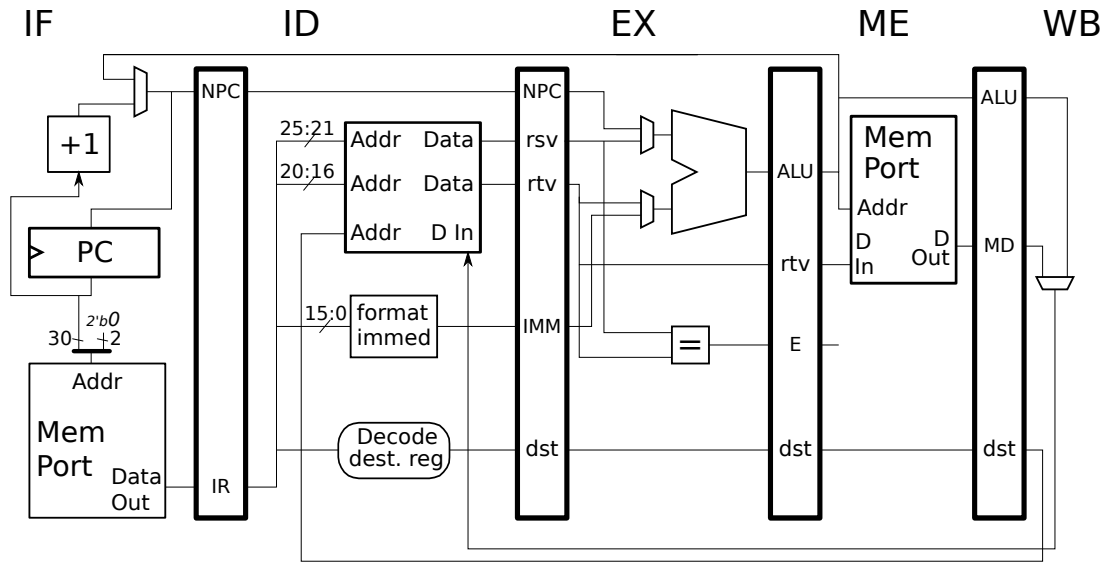 IF
ID
EX
ME
WB
+1
PC
2'b0
30
2
Addr
Mem
Port
Data
Out
NPC
IR
25:21
20:16
15:0
Addr
Data
Addr
Data
Addr
D In
format
immed
Decode
dest. reg
NPC
rsv
rtv
IMM
dst
=
ALU
rtv
E
dst
Mem
Port
Addr
D
In
D
Out
ALU
MD
dst